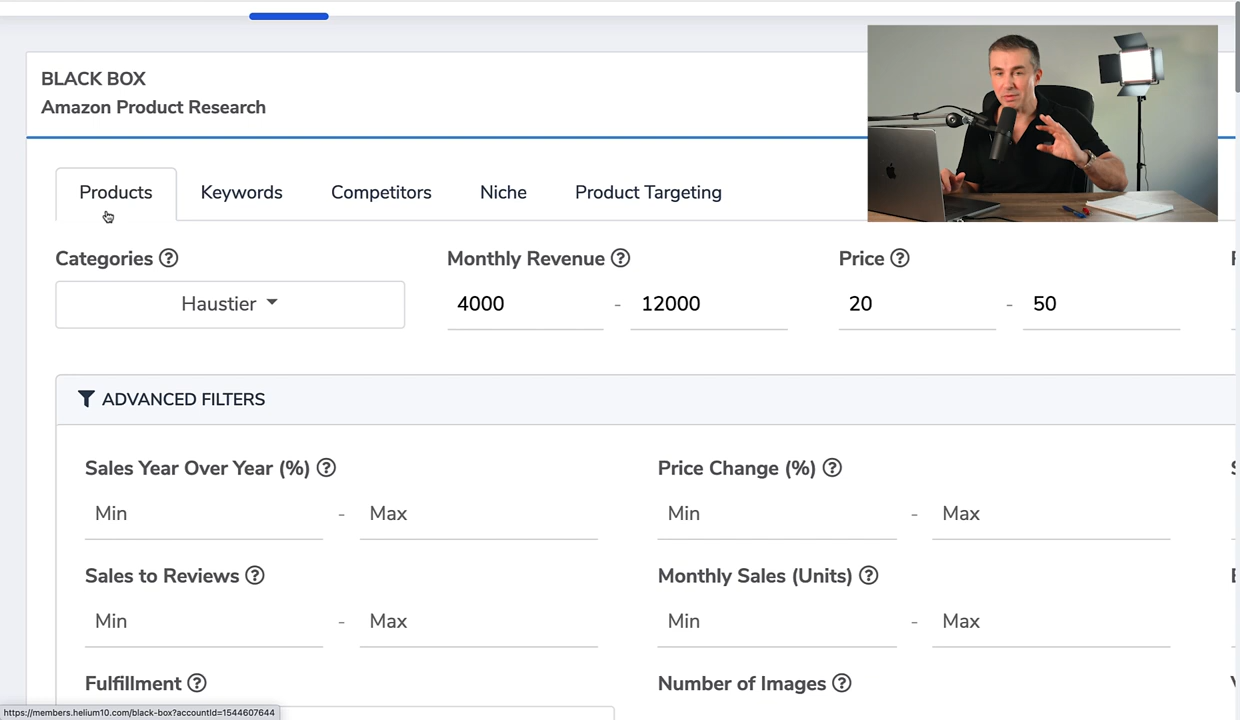 BLACK BOX
Amazon Product Research
Products Keywords Competitors Niche Product Targeting
Categories Monthly Revenue Price
Haustier 4000 - 12000 20 - 50
ADVANCED FILTERS
Sales Year Over Year (%) Price Change (%)
Min - Max Min - Max
Sales to Reviews Monthly Sales (Units)
Min - Max Min - Max
Fulfillment Number of Images
https://members.helium10.com/black-box?accountId=1544607644